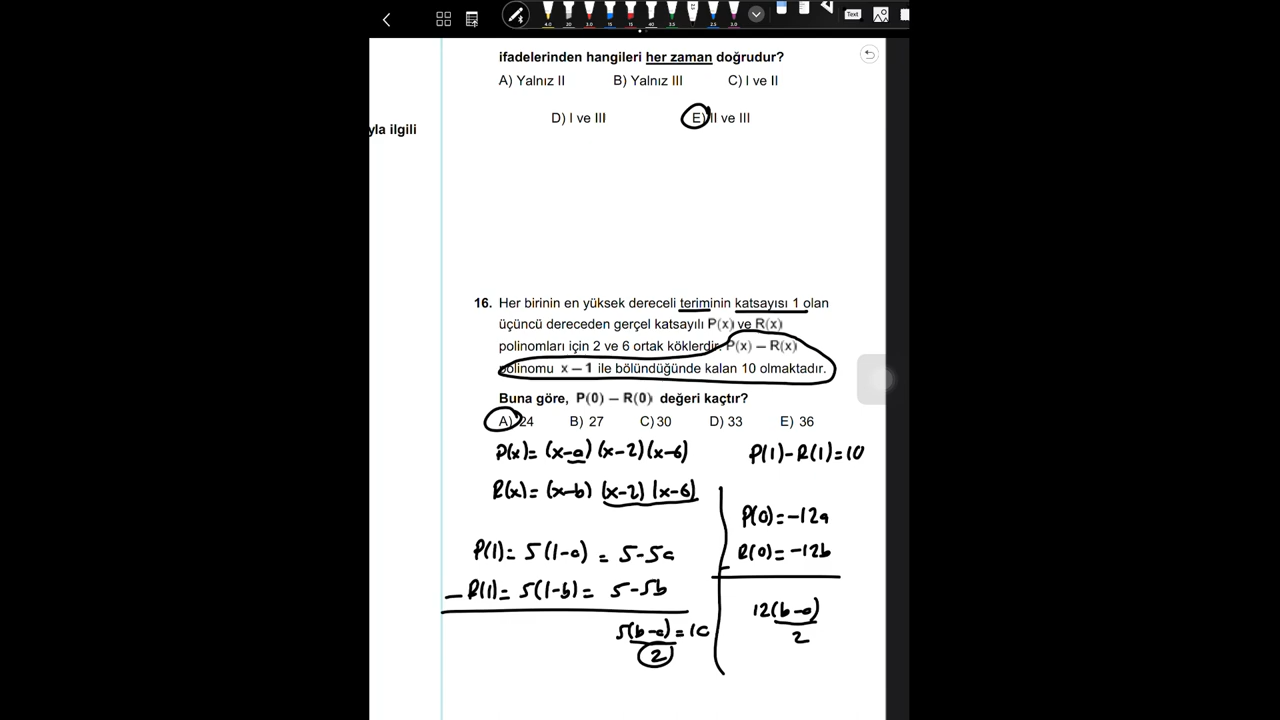 Text
ifadelerinden hangileri her zaman doğrudur?
A) Yalnız II B) Yalnız III C) I ve II
D) I ve III E) II ve III
yla ilgili
16. Her birinin en yüksek dereceli teriminin katsayısı 1 olan
üçüncü dereceden gerçel katsayılı P(x) ve R(x)
polinomları için 2 ve 6 ortak köklerdir. P(x) – R(x)
polinomu x – 1 ile bölündüğünde kalan 10 olmaktadır.
Buna göre, P(0) – R(0) değeri kaçtır?
A) 24 B) 27 C) 30 D) 33 E) 36
P(x) = (x-a) (x-2) (x-6)
P(1) - R(1) = 10
R(x) = (x-b) (x-2) (x-6)
P(0) = -12a
R(0) = -12b
P(1) = 5(1-a) = 5-5a
- R(1) = 5(1-b) = 5-5b
12(b-a)
2
5(b-a) = 10
2